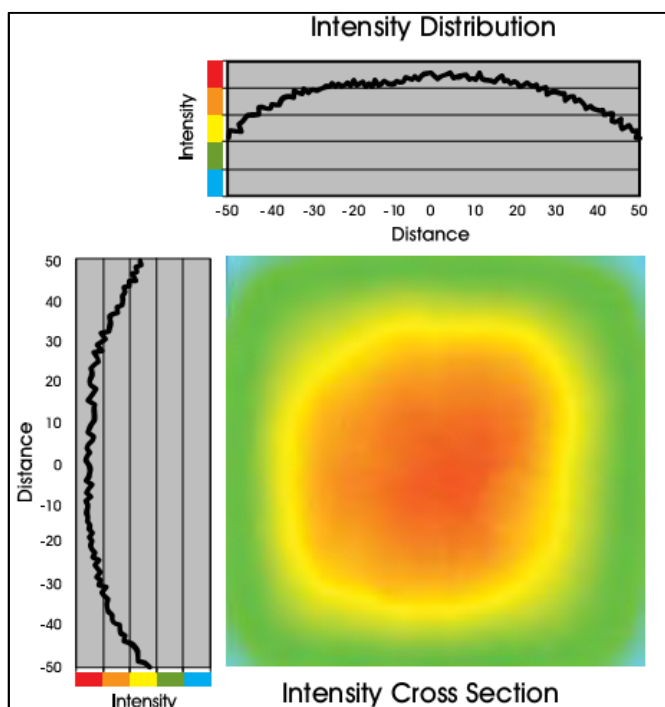 Intensity Distribution
Intensity
-50 -40 -30 -20 -10 0 10 20 30 40 50
Distance
50
40
30
20
10
0
-10
-20
-30
-40
-50
Distance
Intensity
Intensity Cross Section